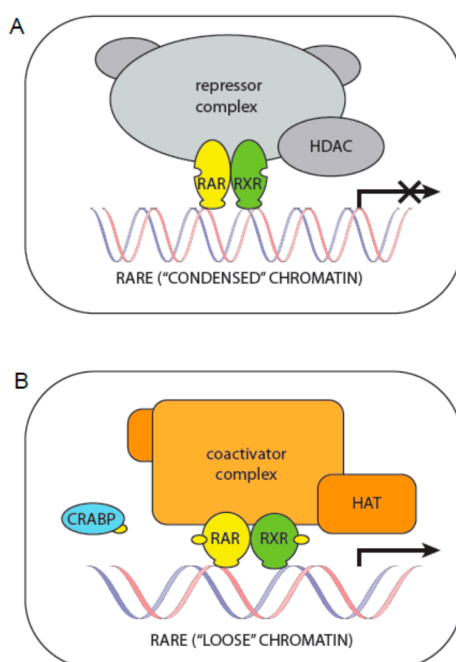 A
repressor
complex
HDAC
RAR RXR
RARE ("CONDENSED" CHROMATIN)
B
coactivator
complex
CRABP
HAT
RAR RXR
RARE ("LOOSE" CHROMATIN)